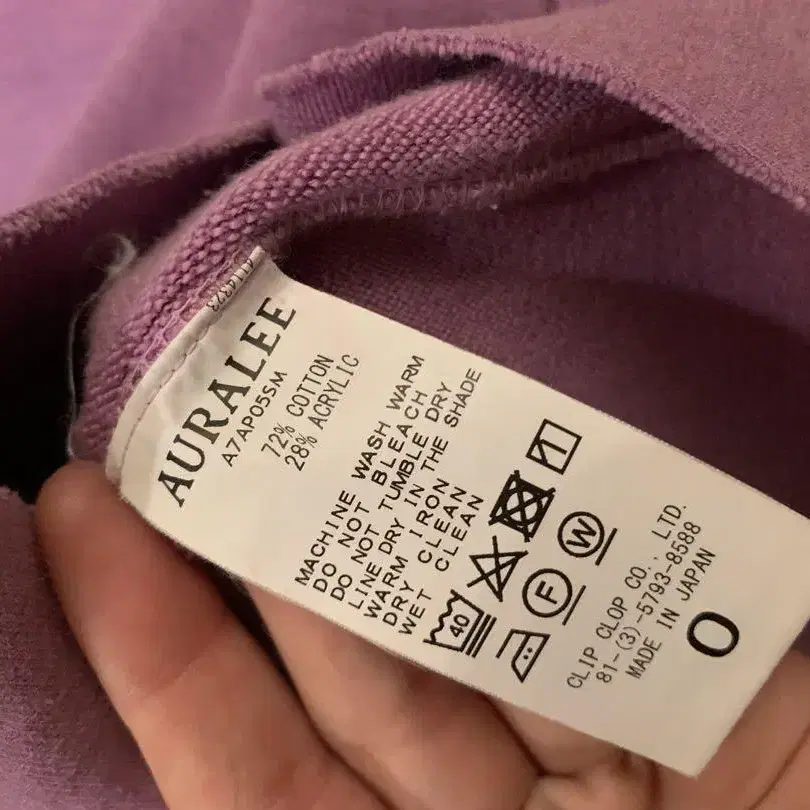 AURALEE
A7AP05SM
72% COTTON
28% ACRYLIC
MACHINE WASH WARM
DO NOT BLEACH
DO NOT TUMBLE DRY
LINE DRY IN THE SHADE
WARM IRON
DRY CLEAN
WET CLEAN
40
F
W
CLIP CLOP CO., LTD.
81-(3)-5793-8588
MADE IN JAPAN
0